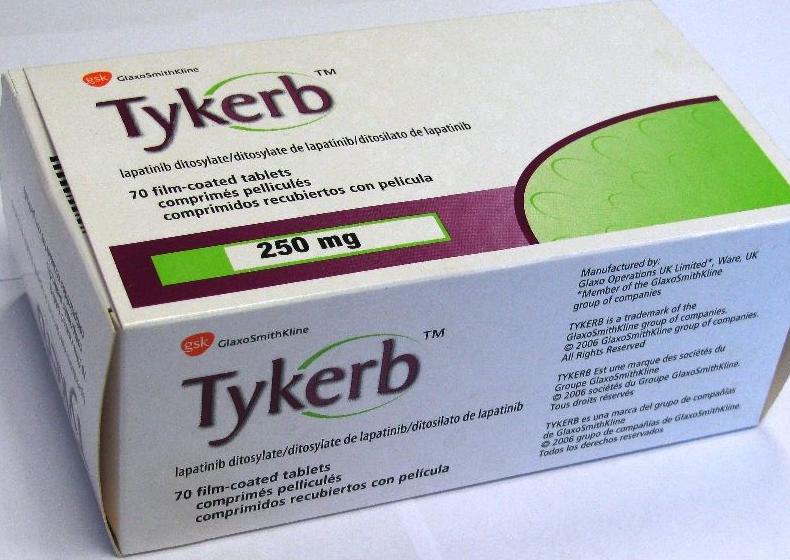 gsk GlaxoSmithKline
Tykerb™
lapatinib ditosylate/ditosylate de lapatinib/ditosilato de lapatinib
70 film-coated tablets
comprimés pelliculés
comprimidos recubiertos con película
250 mg
gsk GlaxoSmithKline
Tykerb™
lapatinib ditosylate/ditosylate de lapatinib/ditosilato de lapatinib
70 film-coated tablets
comprimés pelliculés
comprimidos recubiertos con película
Manufactured by:
Glaxo Operations UK Limited*, Ware, UK
*Member of the GlaxoSmithKline
group of companies
TYKERB is a trademark of the
GlaxoSmithKline group of companies.
© 2006 GlaxoSmithKline group of companies.
All Rights Reserved
TYKERB Est une marque des sociétés du
Groupe GlaxoSmithKline
© 2006 sociétés du Groupe GlaxoSmithKline.
Tous droits réservés
TYKERB es una marca del grupo de compañías
de GlaxoSmithKline
© 2006 grupo de compañías de GlaxoSmithKline.
Todos los derechos reservados